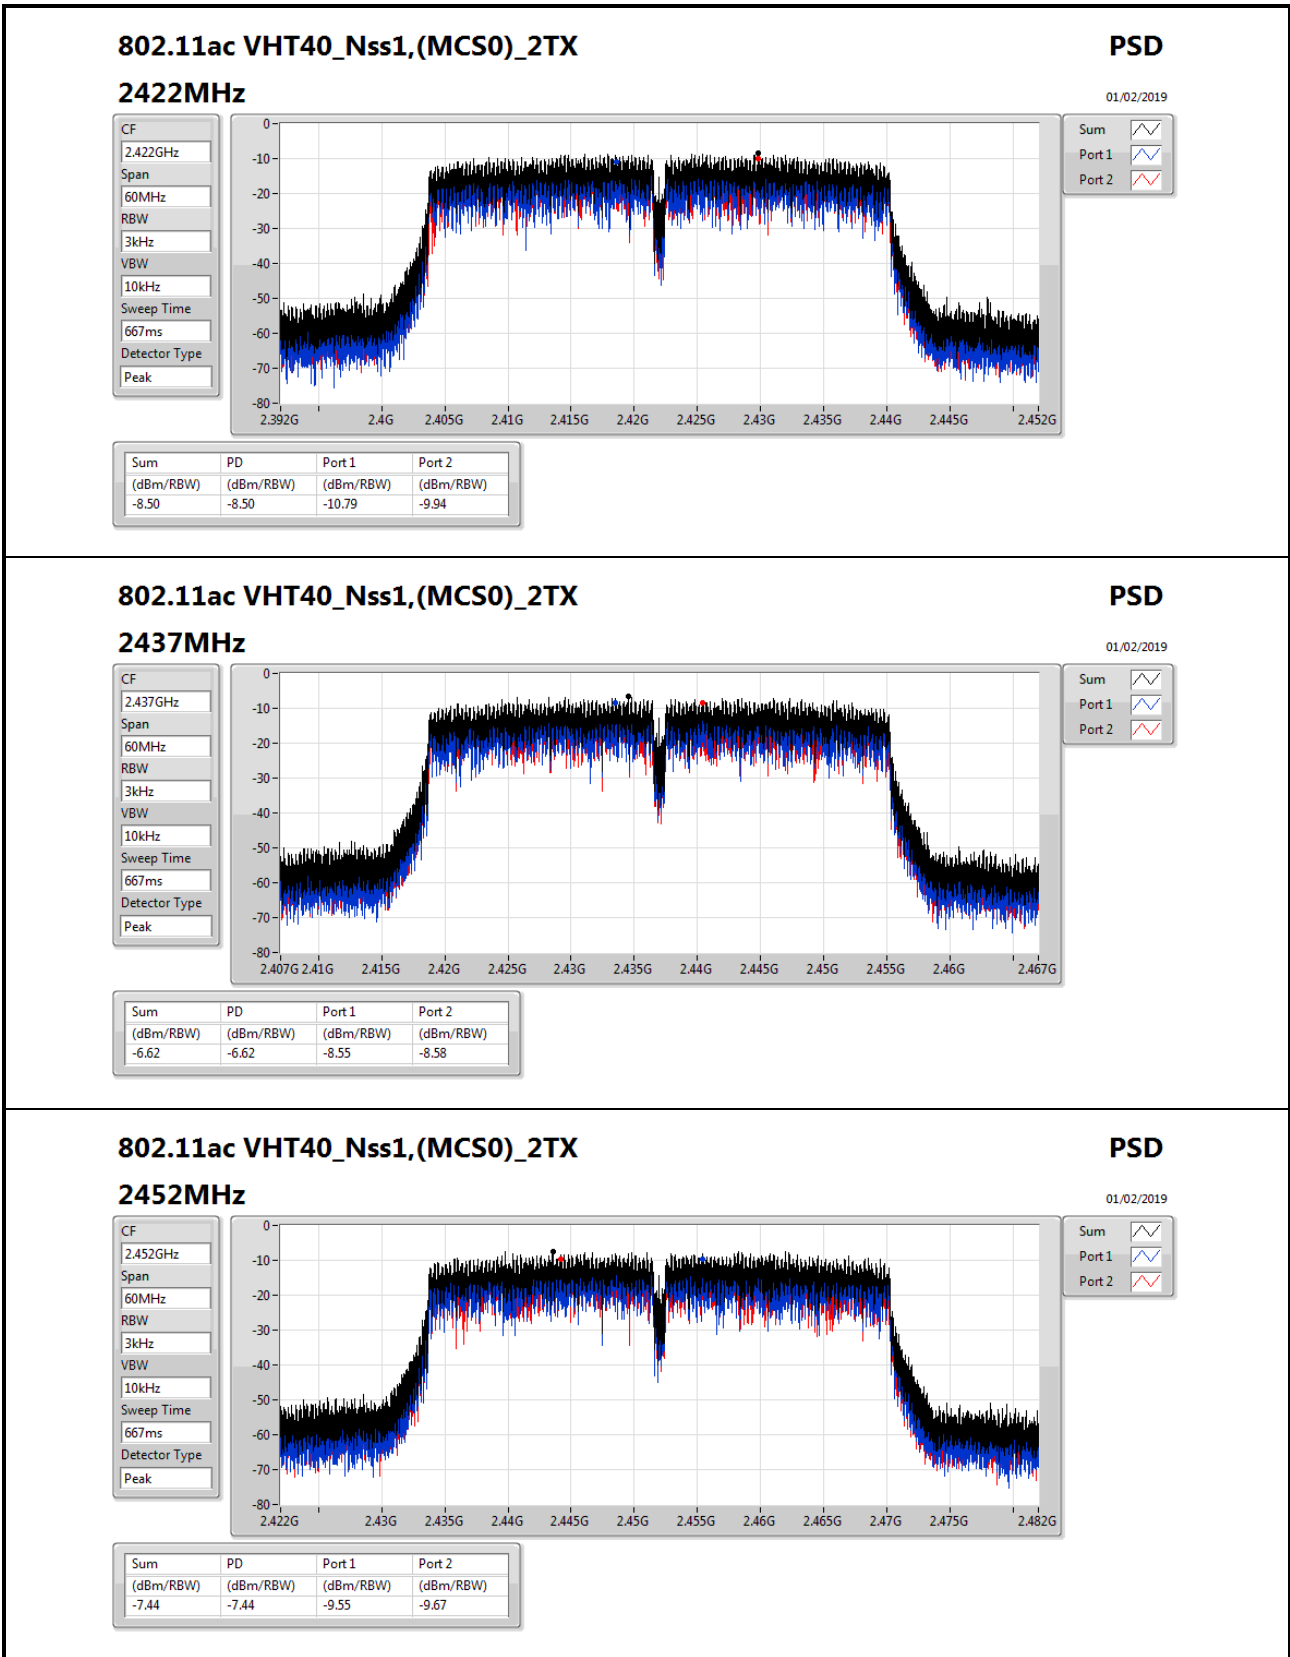 802.11ac VHT40_Nss1,(MCS0)_2TX PSD
2422MHz 01/02/2019
CF
2.422GHz
Span
60MHz
RBW
3kHz
VBW
10kHz
Sweep Time
667ms
Detector Type
Peak
0
-10
-20
-30
-40
-50
-60
-70
-80
2.392G 2.4G 2.405G 2.41G 2.415G 2.42G 2.425G 2.43G 2.435G 2.44G 2.445G 2.452G
Sum
Port 1
Port 2
Sum PD Port 1 Port 2
(dBm/RBW) (dBm/RBW) (dBm/RBW) (dBm/RBW)
-8.50 -8.50 -10.79 -9.94
802.11ac VHT40_Nss1,(MCS0)_2TX PSD
2437MHz 01/02/2019
CF
2.437GHz
Span
60MHz
RBW
3kHz
VBW
10kHz
Sweep Time
667ms
Detector Type
Peak
0
-10
-20
-30
-40
-50
-60
-70
-80
2.407G 2.41G 2.415G 2.42G 2.425G 2.43G 2.435G 2.44G 2.445G 2.45G 2.455G 2.46G 2.467G
Sum
Port 1
Port 2
Sum PD Port 1 Port 2
(dBm/RBW) (dBm/RBW) (dBm/RBW) (dBm/RBW)
-6.62 -6.62 -8.55 -8.58
802.11ac VHT40_Nss1,(MCS0)_2TX PSD
2452MHz 01/02/2019
CF
2.452GHz
Span
60MHz
RBW
3kHz
VBW
10kHz
Sweep Time
667ms
Detector Type
Peak
0
-10
-20
-30
-40
-50
-60
-70
-80
2.422G 2.43G 2.435G 2.44G 2.445G 2.45G 2.455G 2.46G 2.465G 2.47G 2.475G 2.482G
Sum
Port 1
Port 2
Sum PD Port 1 Port 2
(dBm/RBW) (dBm/RBW) (dBm/RBW) (dBm/RBW)
-7.44 -7.44 -9.55 -9.67